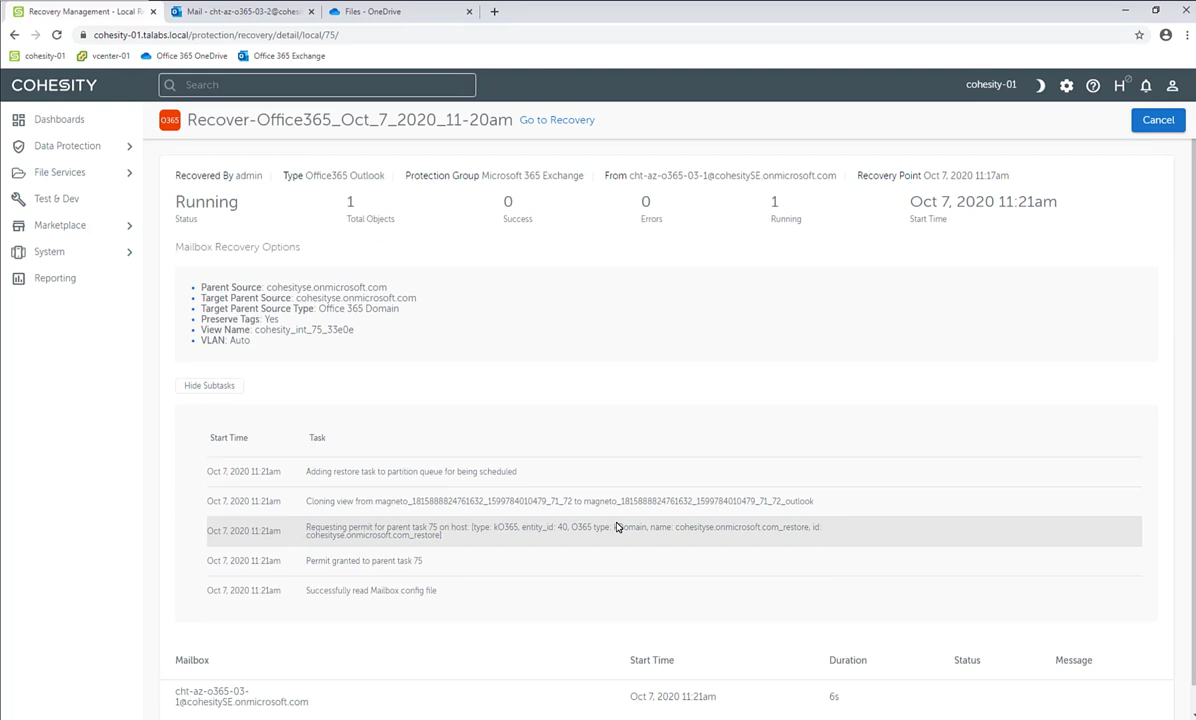 Recovery Management - Local R
Mail - cht-az-o365-03-2@cohesi
Files - OneDrive
cohesity-01.talabs.local/protection/recovery/detail/local/75/
cohesity-01
vcenter-01
Office 365 OneDrive
Office 365 Exchange
COHESITY
Search
cohesity-01
H
Dashboards
Data Protection
File Services
Test & Dev
Marketplace
System
Reporting
O365
Recover-Office365_Oct_7_2020_11-20am
Go to Recovery
Cancel
Recovered By admin
Type Office365 Outlook
Protection Group Microsoft 365 Exchange
From cht-az-o365-03-1@cohesitySE.onmicrosoft.com
Recovery Point Oct 7, 2020 11:17am
Running
Status
1
Total Objects
0
Success
0
Errors
1
Running
Oct 7, 2020 11:21am
Start Time
Mailbox Recovery Options
Parent Source: cohesityse.onmicrosoft.com
Target Parent Source: cohesityse.onmicrosoft.com
Target Parent Source Type: Office 365 Domain
Preserve Tags: Yes
View Name: cohesity_int_75_33e0e
VLAN: Auto
Hide Subtasks
Start Time Task
Oct 7, 2020 11:21am Adding restore task to partition queue for being scheduled
Oct 7, 2020 11:21am Cloning view from magneto_1815888824761632_1599784010479_71_72 to magneto_1815888824761632_1599784010479_71_72_outlook
Oct 7, 2020 11:21am Requesting permit for parent task 75 on host: [type: kO365, entity_id: 40, O365 type: omain, name: cohesityse.onmicrosoft.com_restore, id:
cohesityse.onmicrosoft.com_restore]
Oct 7, 2020 11:21am Permit granted to parent task 75
Oct 7, 2020 11:21am Successfully read Mailbox config file
Mailbox Start Time Duration Status Message
cht-az-o365-03-
1@cohesitySE.onmicrosoft.com
Oct 7, 2020 11:21am
6s